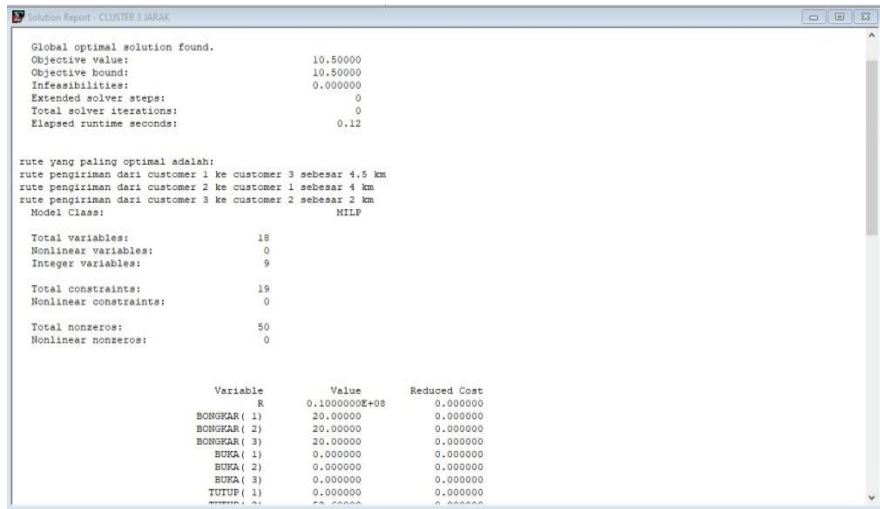 Solution Report - CLUSTER 3 JARAK
Global optimal solution found.
Objective value: 10.50000
Objective bound: 10.50000
Infeasibilities: 0.000000
Extended solver steps: 0
Total solver iterations: 0
Elapsed runtime seconds: 0.12
rute yang paling optimal adalah:
rute pengiriman dari customer 1 ke customer 3 sebesar 4.5 km
rute pengiriman dari customer 2 ke customer 1 sebesar 4 km
rute pengiriman dari customer 3 ke customer 2 sebesar 2 km
Model Class: MILP
Total variables: 18
Nonlinear variables: 0
Integer variables: 9
Total constraints: 19
Nonlinear constraints: 0
Total nonzeros: 50
Nonlinear nonzeros: 0
Variable Value Reduced Cost
R 0.1000000E+08 0.000000
BONGKAR( 1) 20.00000 0.000000
BONGKAR( 2) 20.00000 0.000000
BONGKAR( 3) 20.00000 0.000000
BUKA( 1) 0.000000 0.000000
BUKA( 2) 0.000000 0.000000
BUKA( 3) 0.000000 0.000000
TUTUP( 1) 0.000000 0.000000